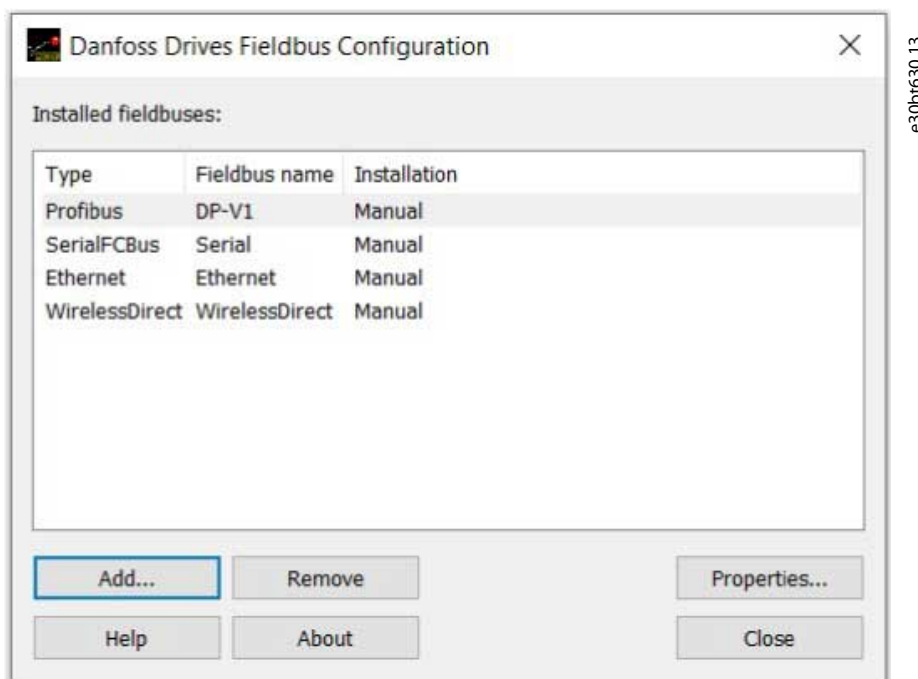 Danfoss Drives Fieldbus Configuration
Installed fieldbuses:
Type Fieldbus name Installation
Profibus DP-V1 Manual
SerialFCBus Serial Manual
Ethernet Ethernet Manual
WirelessDirect WirelessDirect Manual
Add... Remove Properties...
Help About Close
e30bt630.13